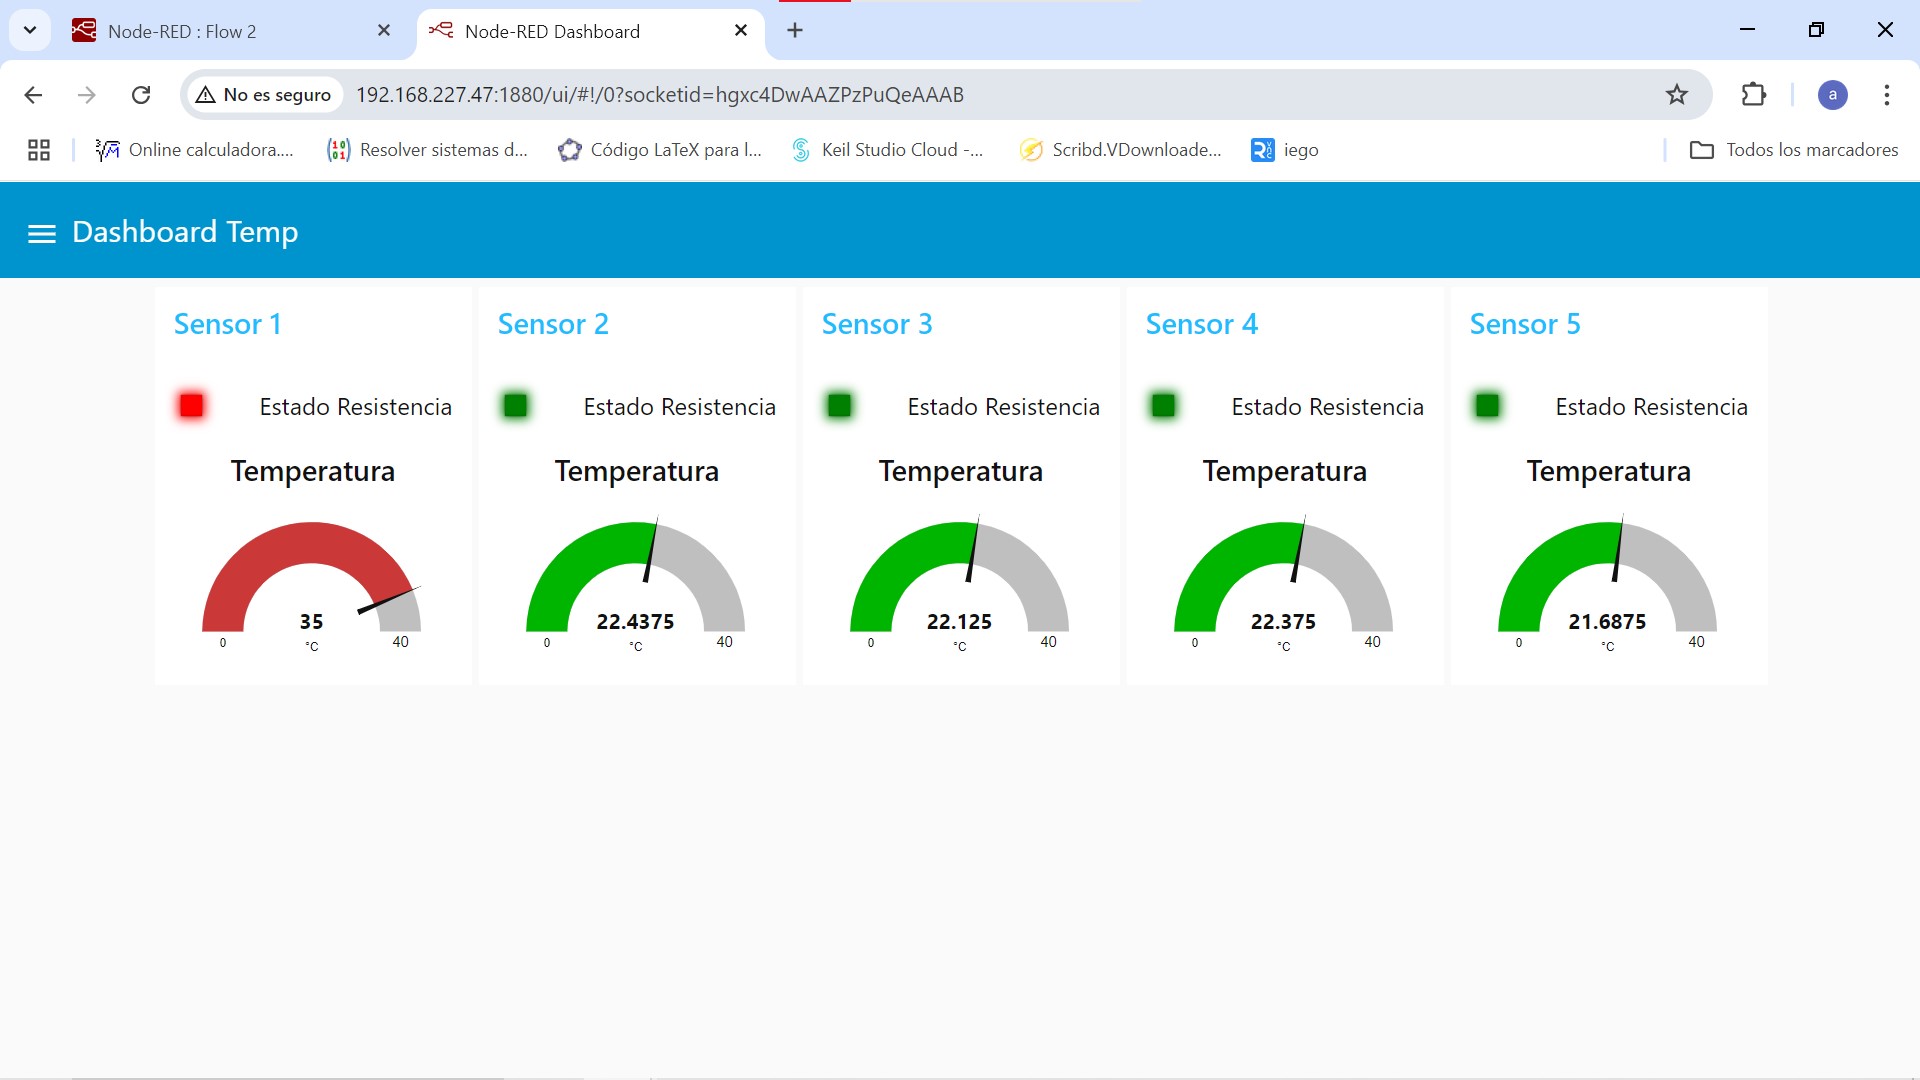 Node-RED : Flow 2
Node-RED Dashboard
No es seguro
192.168.227.47:1880/ui/#!/0?socketid=hgxc4DwAAZPzPuQeAAAB
a
Online calculadora....
Resolver sistemas d...
Código LaTeX para l...
Keil Studio Cloud -...
Scribd.VDownloade...
iego
Todos los marcadores
Dashboard Temp
Sensor 1
Estado Resistencia
Temperatura
35
0
°C
40
Sensor 2
Estado Resistencia
Temperatura
22.4375
0
°C
40
Sensor 3
Estado Resistencia
Temperatura
22.125
0
°C
40
Sensor 4
Estado Resistencia
Temperatura
22.375
0
°C
40
Sensor 5
Estado Resistencia
Temperatura
21.6875
0
°C
40